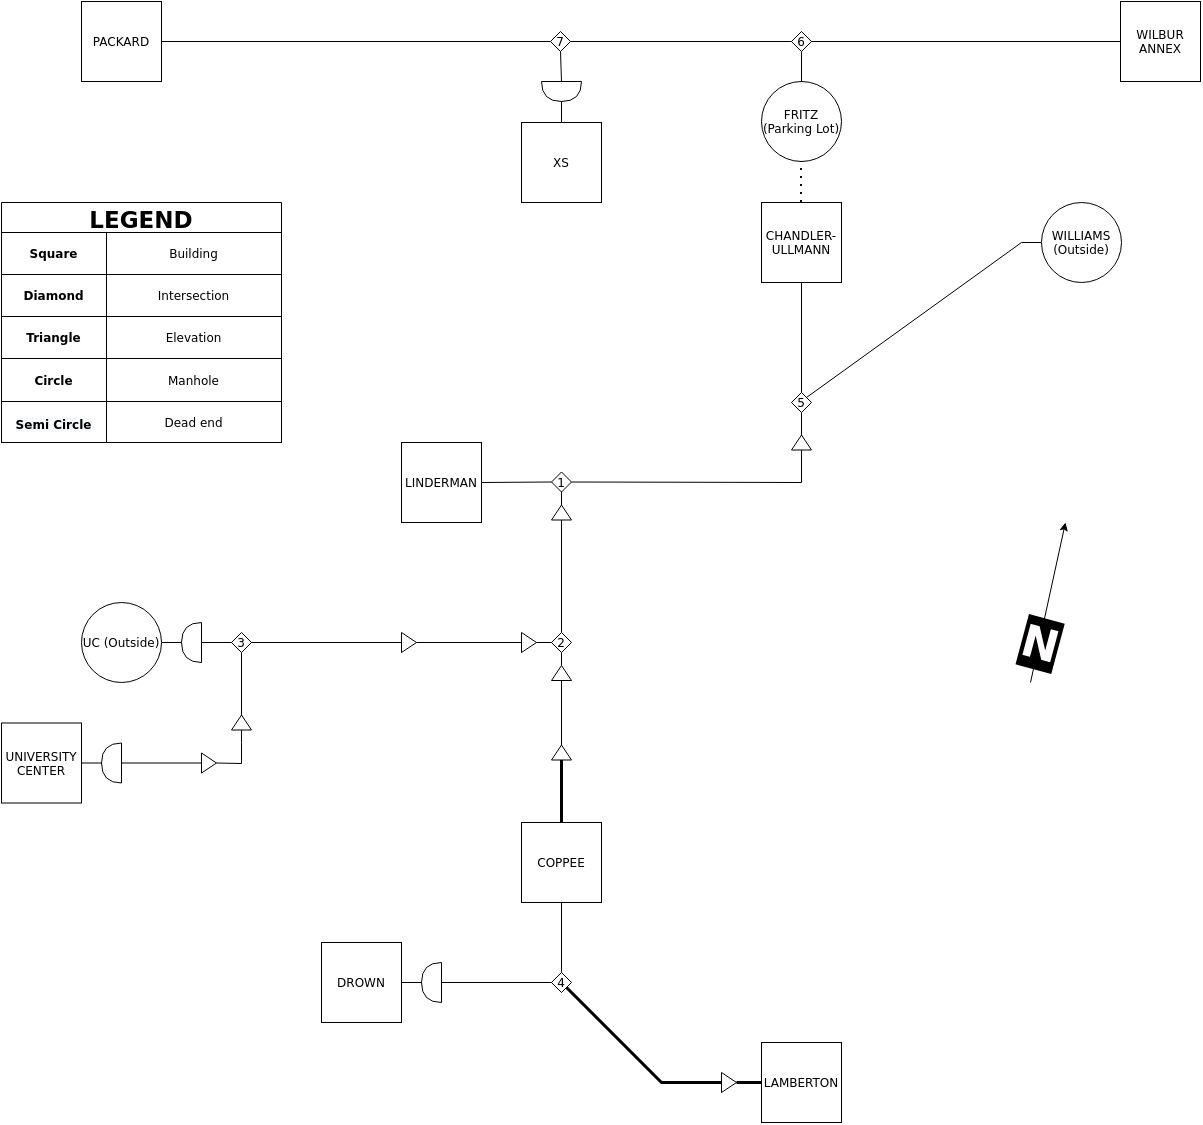 PACKARD
7
6
WILBUR
ANNEX
FRITZ
(Parking Lot)
XS
LEGEND
Square Building
Diamond Intersection
Triangle Elevation
Circle Manhole
Semi Circle Dead end
CHANDLER-
ULLMANN
WILLIAMS
(Outside)
5
LINDERMAN
1
UC (Outside)
3
2
N
UNIVERSITY
CENTER
COPPEE
DROWN
4
LAMBERTON